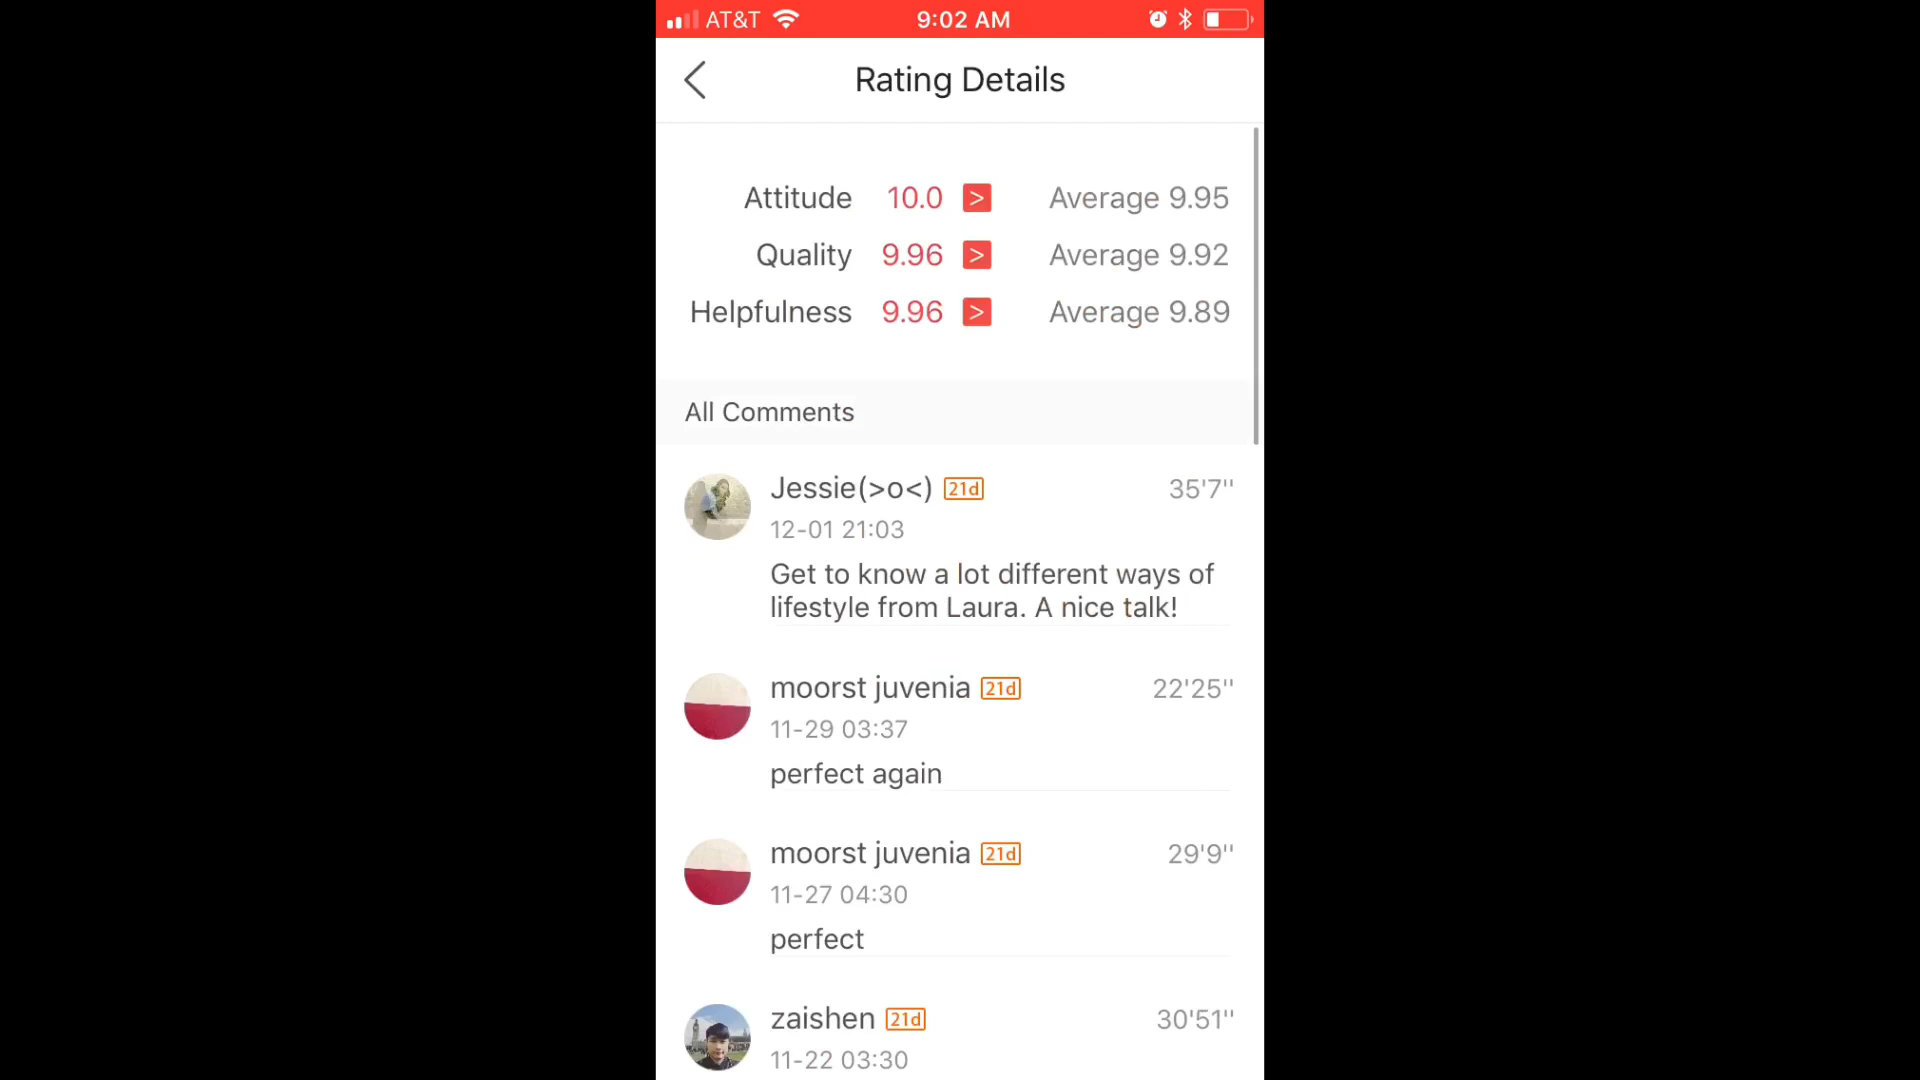 AT&T 9:02 AM
Rating Details
Attitude 10.0 > Average 9.95
Quality 9.96 > Average 9.92
Helpfulness 9.96 > Average 9.89
All Comments
Jessie(>o<) 21d 35'7''
12-01 21:03
Get to know a lot different ways of
lifestyle from Laura. A nice talk!
moorst juvenia 21d 22'25''
11-29 03:37
perfect again
moorst juvenia 21d 29'9''
11-27 04:30
perfect
zaishen 21d 30'51''
11-22 03:30